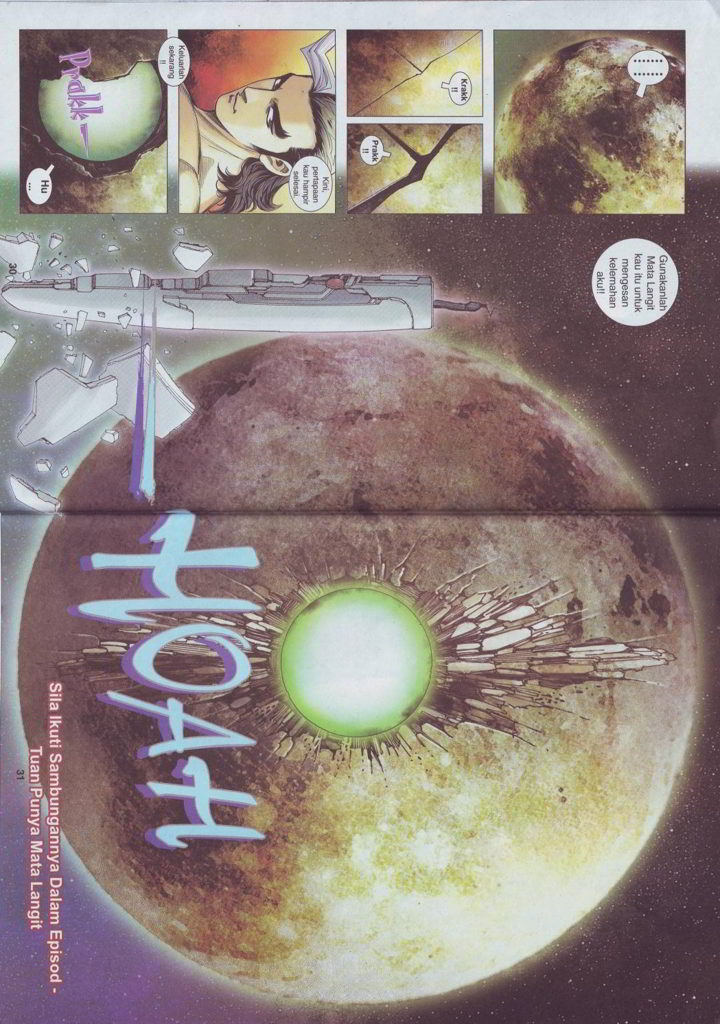 .......
.......
Gunakanlah
Mata Langit
kau itu untuk
mengesan
kelemahan
aku!!
Krakk
!!
Prakk
!!
Kini,
pertapaan
kau hampir
selesai.
Keluarlah
sekarang
!!
Prakk—
Hu
...
HOAH
Sila Ikuti Sambungannya Dalam Episod -
Tuan Punya Mata Langit
30
31